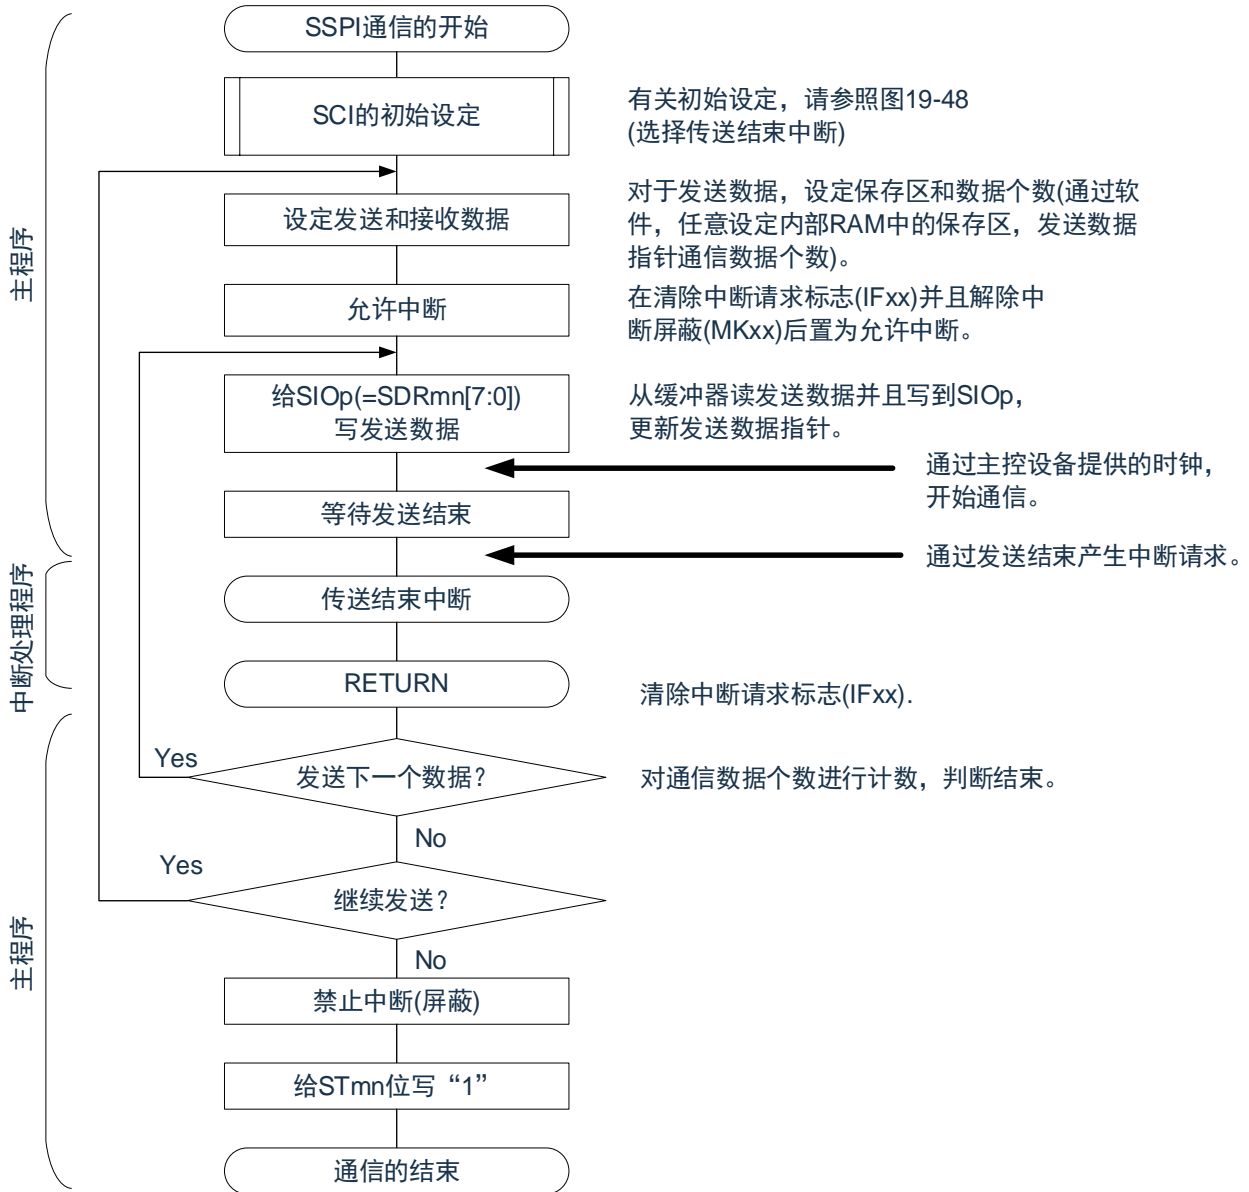 SSPI通信的开始
SCI的初始设定
有关初始设定，请参照图19-48
(选择传送结束中断)
主程序
设定发送和接收数据
对于发送数据，设定保存区和数据个数(通过软
件，任意设定内部RAM中的保存区，发送数据
指针通信数据个数)。
允许中断
在清除中断请求标志(IFxx)并且解除中
断屏蔽(MKxx)后置为允许中断。
给SIOp(=SDRmn[7:0])
写发送数据
从缓冲器读发送数据并且写到SIOp，
更新发送数据指针。
通过主控设备提供的时钟，
开始通信。
等待发送结束
通过发送结束产生中断请求。
中断处理程序
传送结束中断
RETURN
清除中断请求标志(IFxx).
Yes
发送下一个数据？
对通信数据个数进行计数，判断结束。
No
Yes
继续发送？
主程序
No
禁止中断(屏蔽)
给STmn位写“1”
通信的结束